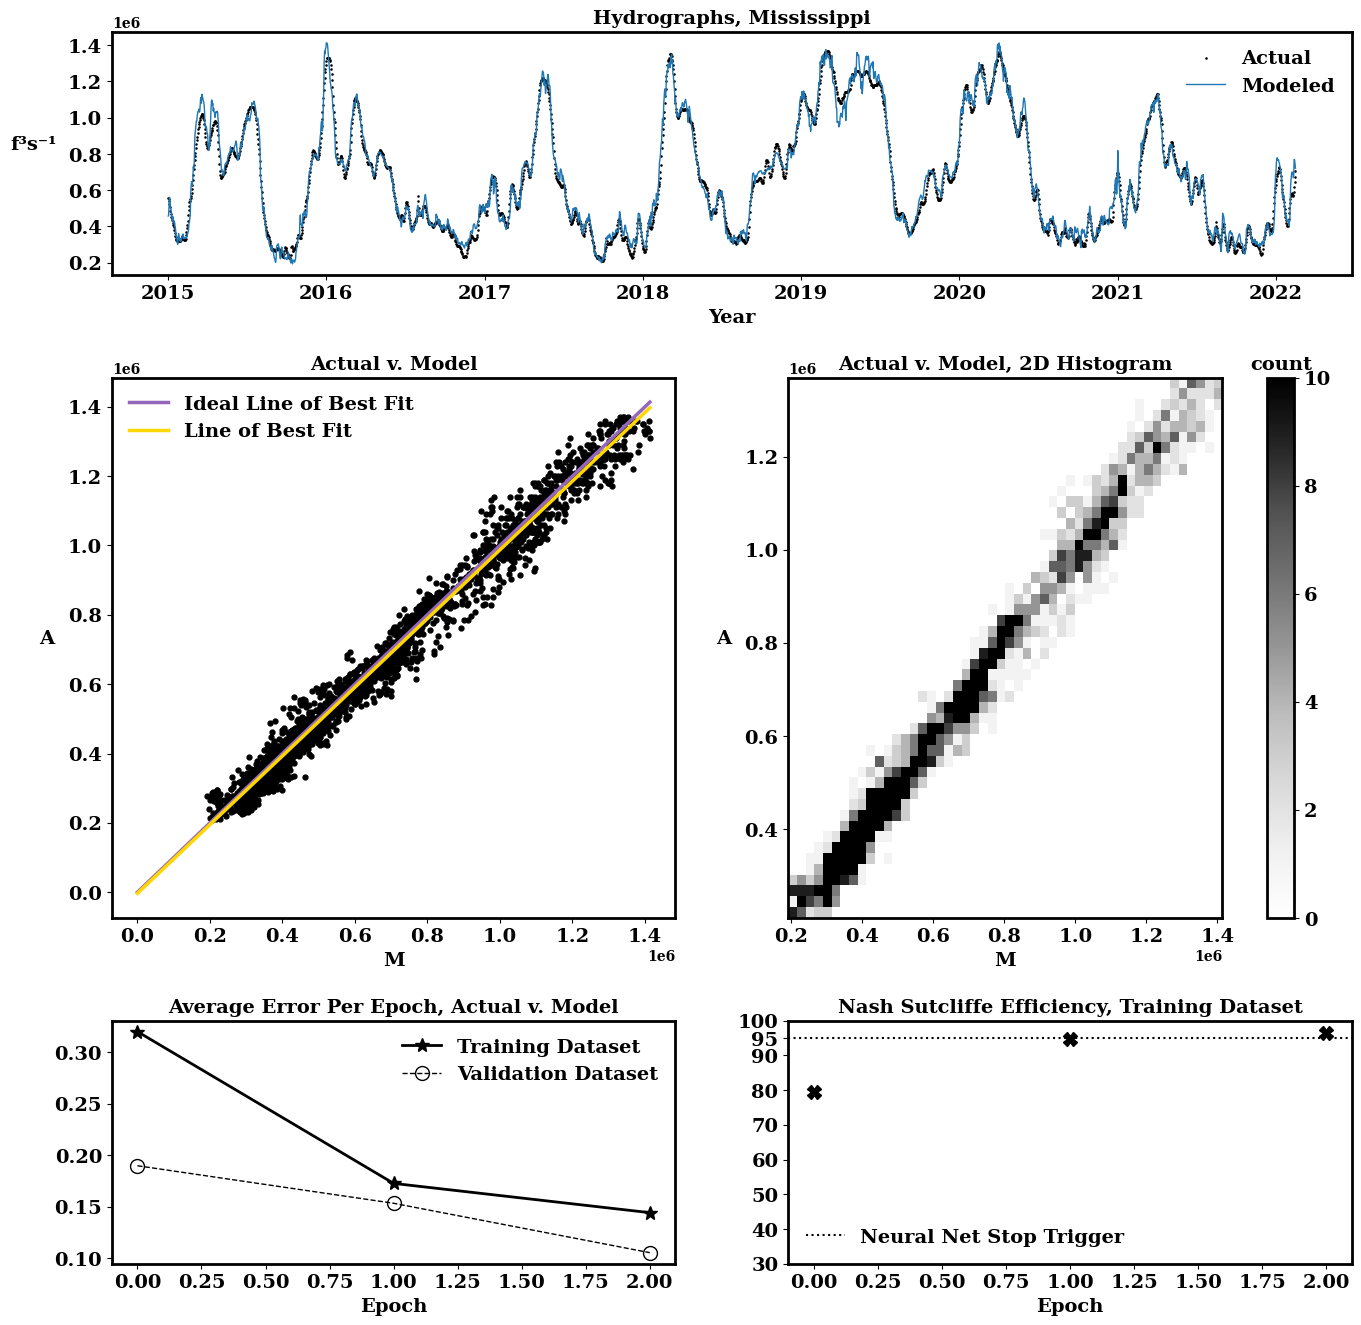 Hydrographs, Mississippi
1e6
1.4
1.2
1.0
0.8
0.6
0.4
0.2
f³s⁻¹
Actual
Modeled
2015 2016 2017 2018 2019 2020 2021 2022
Year
Actual v. Model
1e6
1.4
1.2
1.0
0.8
0.6
0.4
0.2
0.0
A
Ideal Line of Best Fit
Line of Best Fit
0.0 0.2 0.4 0.6 0.8 1.0 1.2 1.4
1e6
M
Actual v. Model, 2D Histogram
1e6
1.2
1.0
0.8
0.6
0.4
A
0.2 0.4 0.6 0.8 1.0 1.2 1.4
1e6
M
count
10
8
6
4
2
0
Average Error Per Epoch, Actual v. Model
0.30
0.25
0.20
0.15
0.10
Training Dataset
Validation Dataset
0.00 0.25 0.50 0.75 1.00 1.25 1.50 1.75 2.00
Epoch
Nash Sutcliffe Efficiency, Training Dataset
100
95
90
80
70
60
50
40
30
Neural Net Stop Trigger
0.00 0.25 0.50 0.75 1.00 1.25 1.50 1.75 2.00
Epoch